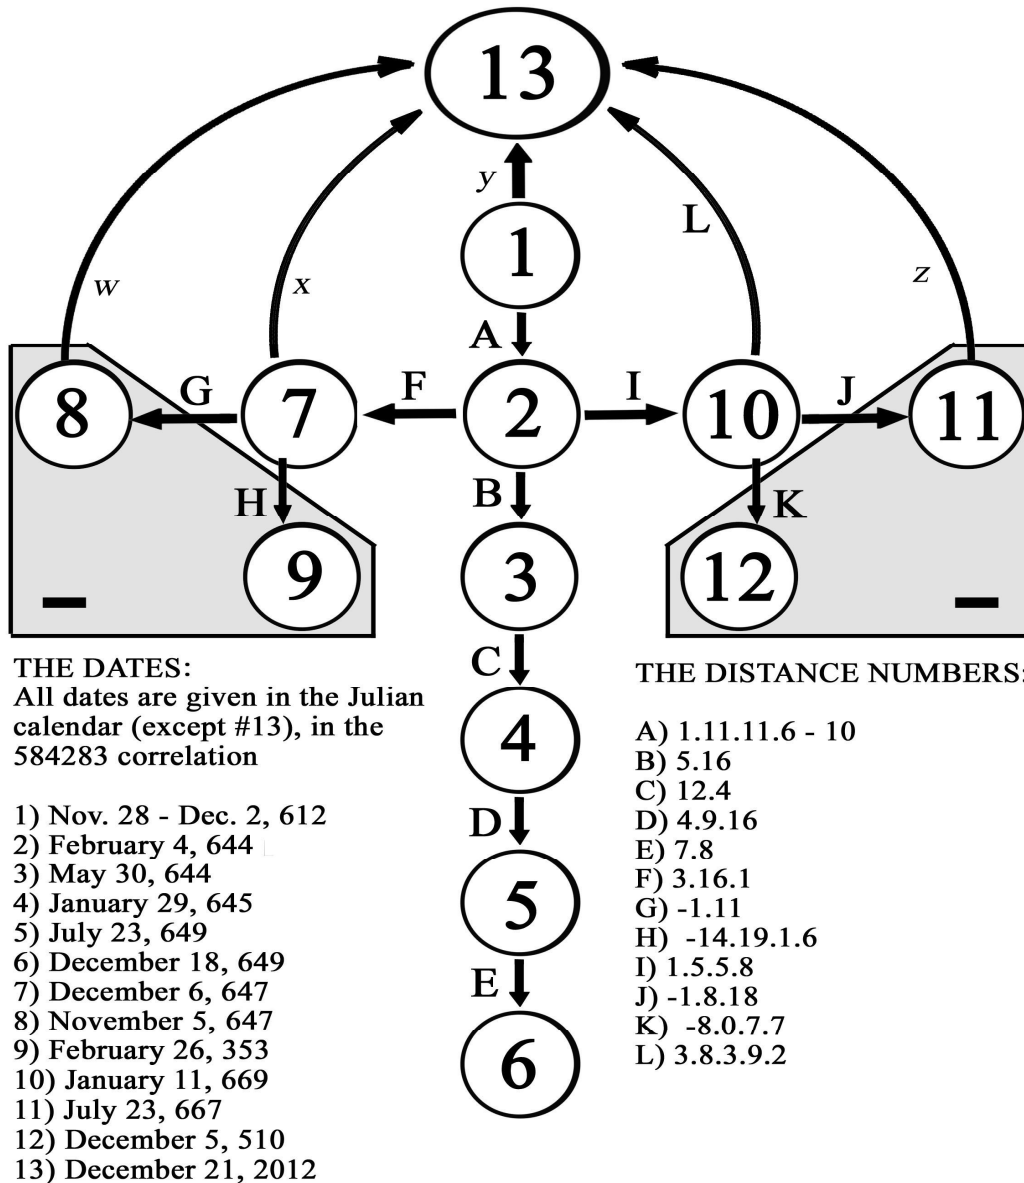 13
y
1
L
w
x
z
A
8
G
7
F
2
I
10
J
11
H
B
K
9
3
12
C
4
D
5
E
6
THE DATES:
All dates are given in the Julian
calendar (except #13), in the
584283 correlation
1) Nov. 28 - Dec. 2, 612
2) February 4, 644
3) May 30, 644
4) January 29, 645
5) July 23, 649
6) December 18, 649
7) December 6, 647
8) November 5, 647
9) February 26, 353
10) January 11, 669
11) July 23, 667
12) December 5, 510
13) December 21, 2012
THE DISTANCE NUMBERS:
A) 1.11.11.6 - 10
B) 5.16
C) 12.4
D) 4.9.16
E) 7.8
F) 3.16.1
G) -1.11
H) -14.19.1.6
I) 1.5.5.8
J) -1.8.18
K) -8.0.7.7
L) 3.8.3.9.2